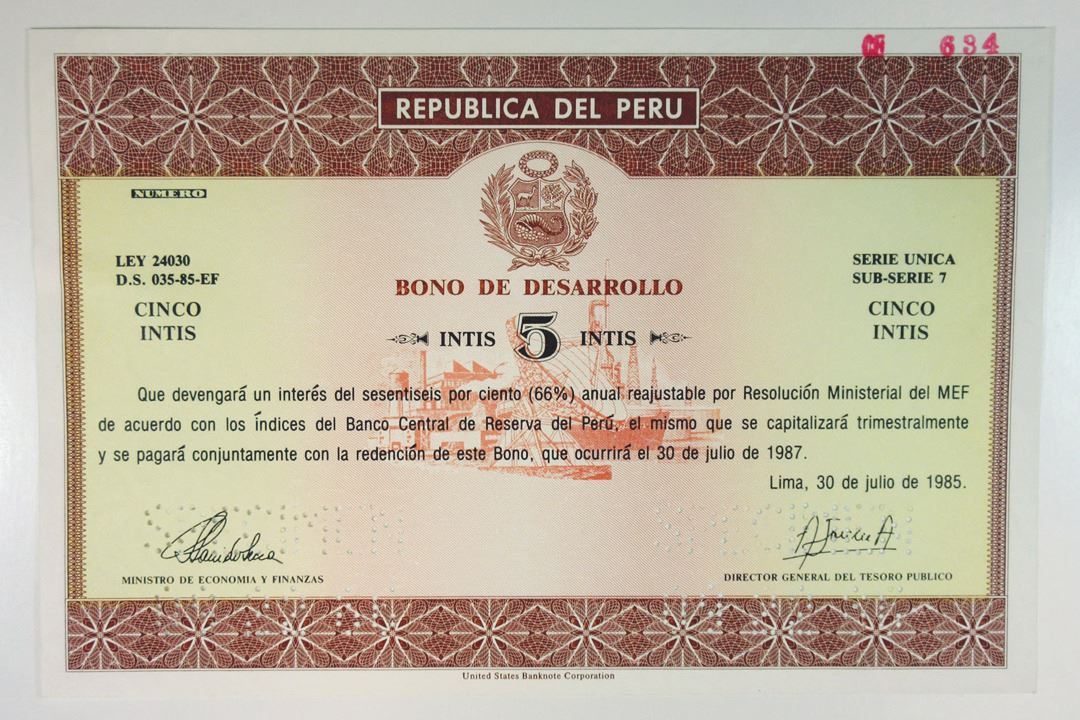 634
REPUBLICA DEL PERU
NUMERO
LEY 24030
D.S. 035-85-EF
CINCO
INTIS
SERIE UNICA
SUB-SERIE 7
CINCO
INTIS
BONO DE DESARROLLO
INTIS 5 INTIS
Que devengará un interés del sesentiseis por ciento (66%) anual reajustable por Resolución Ministerial del MEF
de acuerdo con los Índices del Banco Central de Reserva del Perú, el mismo que se capitalizará trimestralmente
y se pagará conjuntamente con la redención de este Bono, que ocurrirá el 30 de julio de 1987.
Lima, 30 de julio de 1985.
MINISTRO DE ECONOMIA Y FINANZAS
DIRECTOR GENERAL DEL TESORO PUBLICO
United States Banknote Corporation